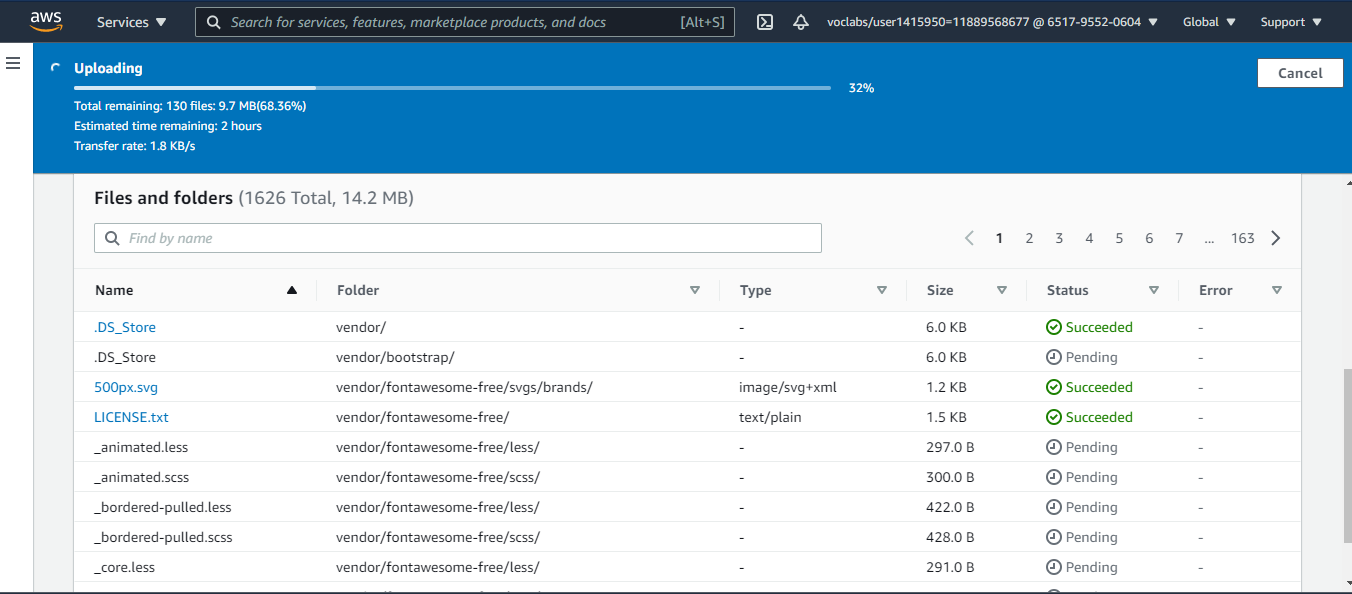 aws Services ▼ Search for services, features, marketplace products, and docs [Alt+S] voclabs/user1415950=11889568677 @ 6517-9552-0604 ▼ Global ▼ Support ▼
Uploading
Cancel
32%
Total remaining: 130 files: 9.7 MB(68.36%)
Estimated time remaining: 2 hours
Transfer rate: 1.8 KB/s
Files and folders (1626 Total, 14.2 MB)
Find by name 1 2 3 4 5 6 7 ... 163
Name Folder Type Size Status Error
.DS_Store vendor/ - 6.0 KB Succeeded -
.DS_Store vendor/bootstrap/ - 6.0 KB Pending -
500px.svg vendor/fontawesome-free/svgs/brands/ image/svg+xml 1.2 KB Succeeded -
LICENSE.txt vendor/fontawesome-free/ text/plain 1.5 KB Succeeded -
_animated.less vendor/fontawesome-free/less/ - 297.0 B Pending -
_animated.scss vendor/fontawesome-free/scss/ - 300.0 B Pending -
_bordered-pulled.less vendor/fontawesome-free/less/ - 422.0 B Pending -
_bordered-pulled.scss vendor/fontawesome-free/scss/ - 428.0 B Pending -
_core.less vendor/fontawesome-free/less/ - 291.0 B Pending -